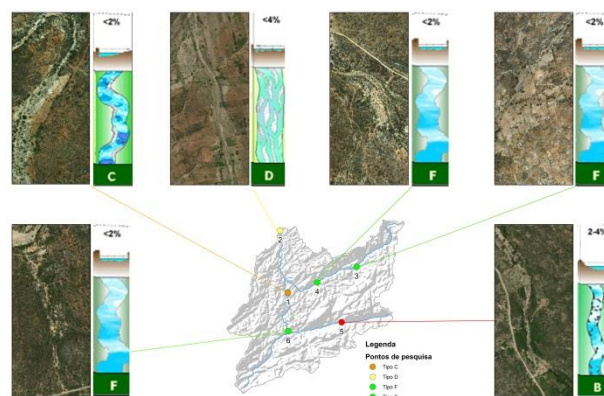 <2%
<4%
<2%
<2%
C
D
F
F
<2%
2-4%
2
3
4
1
5
6
F
B
Legenda
Pontos de pesquisa
Tipo C
Tipo D
Tipo F